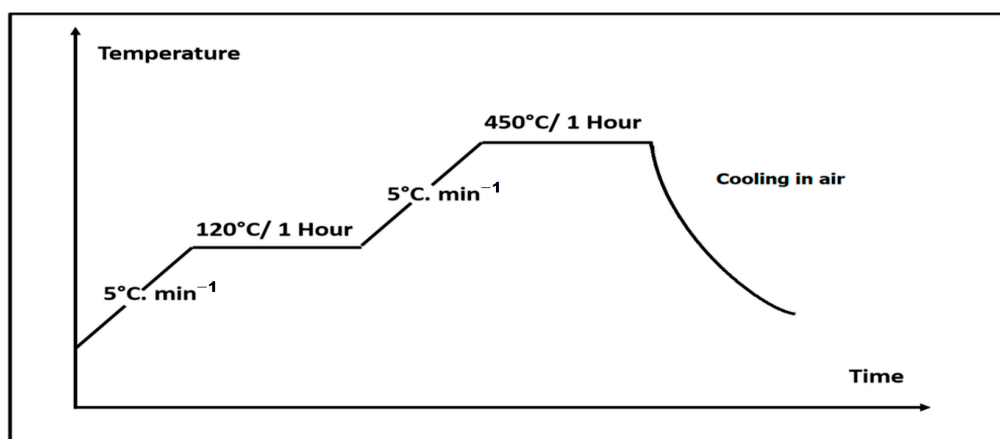 Temperature
450°C/ 1 Hour
Cooling in air
5°C. min⁻¹
120°C/ 1 Hour
5°C. min⁻¹
Time